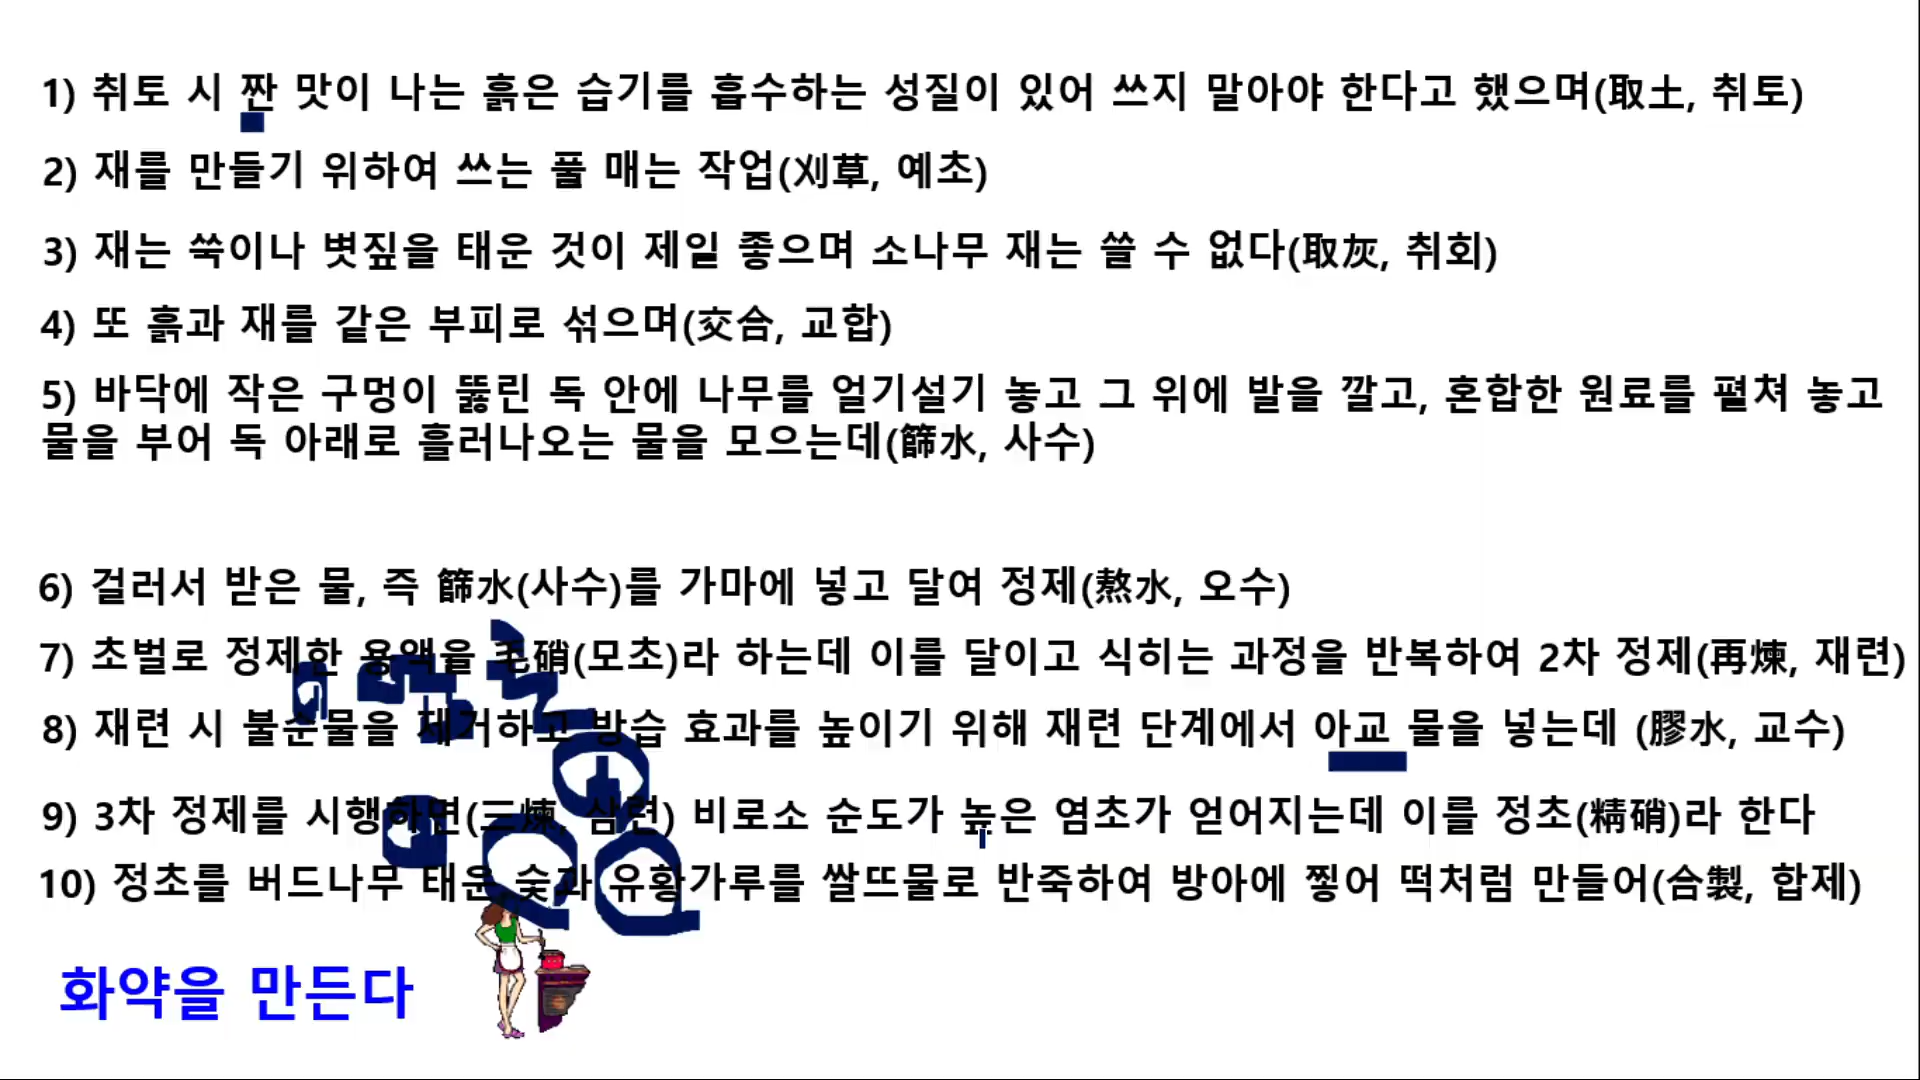 1) 취토 시 짠 맛이 나는 흙은 습기를 흡수하는 성질이 있어 쓰지 말아야 한다고 했으며(取土, 취토)
2) 재를 만들기 위하여 쓰는 풀 매는 작업(刈草, 예초)
3) 재는 쑥이나 볏짚을 태운 것이 제일 좋으며 소나무 재는 쓸 수 없다(取灰, 취회)
4) 또 흙과 재를 같은 부피로 섞으며(交合, 교합)
5) 바닥에 작은 구멍이 뚫린 독 안에 나무를 얼기설기 놓고 그 위에 발을 깔고, 혼합한 원료를 펼쳐 놓고
물을 부어 독 아래로 흘러나오는 물을 모으는데(篩水, 사수)
6) 걸러서 받은 물, 즉 篩水(사수)를 가마에 넣고 달여 정제(熬水, 오수)
7) 초벌로 정제한 용액을 毛硝(모초)라 하는데 이를 달이고 식히는 과정을 반복하여 2차 정제(再煉, 재련)
8) 재련 시 불순물을 제거하고 방습 효과를 높이기 위해 재련 단계에서 아교 물을 넣는데 (膠水, 교수)
9) 3차 정제를 시행하면(三煉, 삼련) 비로소 순도가 높은 염초가 얻어지는데 이를 정초(精硝)라 한다
10) 정초를 버드나무 태운 숯과 유황가루를 쌀뜨물로 반죽하여 방아에 찧어 떡처럼 만들어(合製, 합제)
화약을 만든다